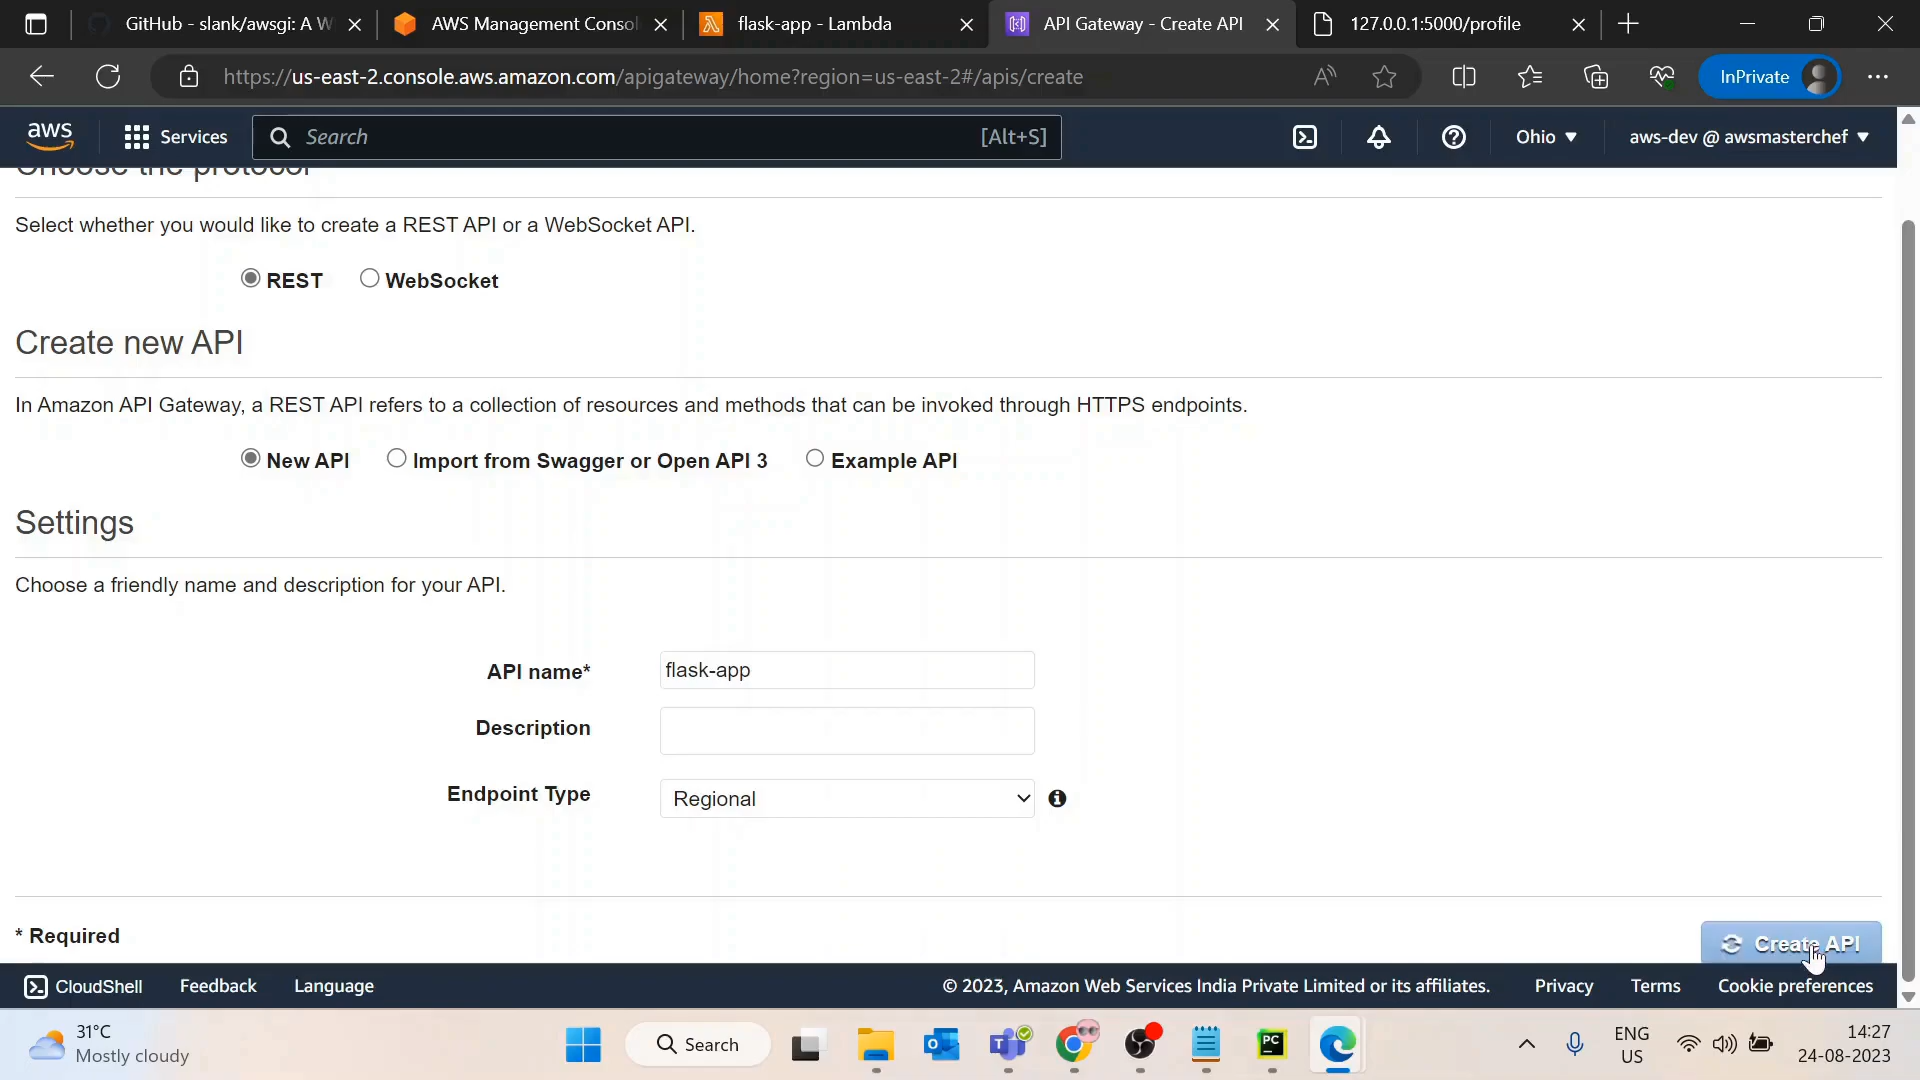 GitHub - slank/awsgi: A W
AWS Management Consol
flask-app - Lambda
API Gateway - Create API
127.0.0.1:5000/profile
https://us-east-2.console.aws.amazon.com/apigateway/home?region=us-east-2#/apis/create
InPrivate
aws
Services
Search
[Alt+S]
Ohio
aws-dev @ awsmasterchef
Choose the protocol
Select whether you would like to create a REST API or a WebSocket API.
REST
WebSocket
Create new API
In Amazon API Gateway, a REST API refers to a collection of resources and methods that can be invoked through HTTPS endpoints.
New API
Import from Swagger or Open API 3
Example API
Settings
Choose a friendly name and description for your API.
API name*
flask-app
Description
Endpoint Type
Regional
* Required
Create API
CloudShell
Feedback
Language
© 2023, Amazon Web Services India Private Limited or its affiliates.
Privacy
Terms
Cookie preferences
31°C
Mostly cloudy
Search
ENG
US
14:27
24-08-2023